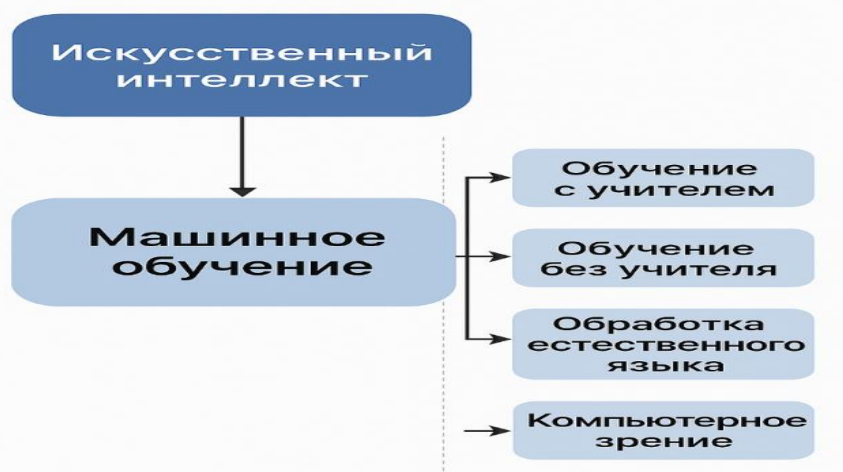 Искусственный
интеллект
Машинное
обучение
Обучение
с учителем
Обучение
без учителя
Обработка
естественного
языка
Компьютерное
зрение